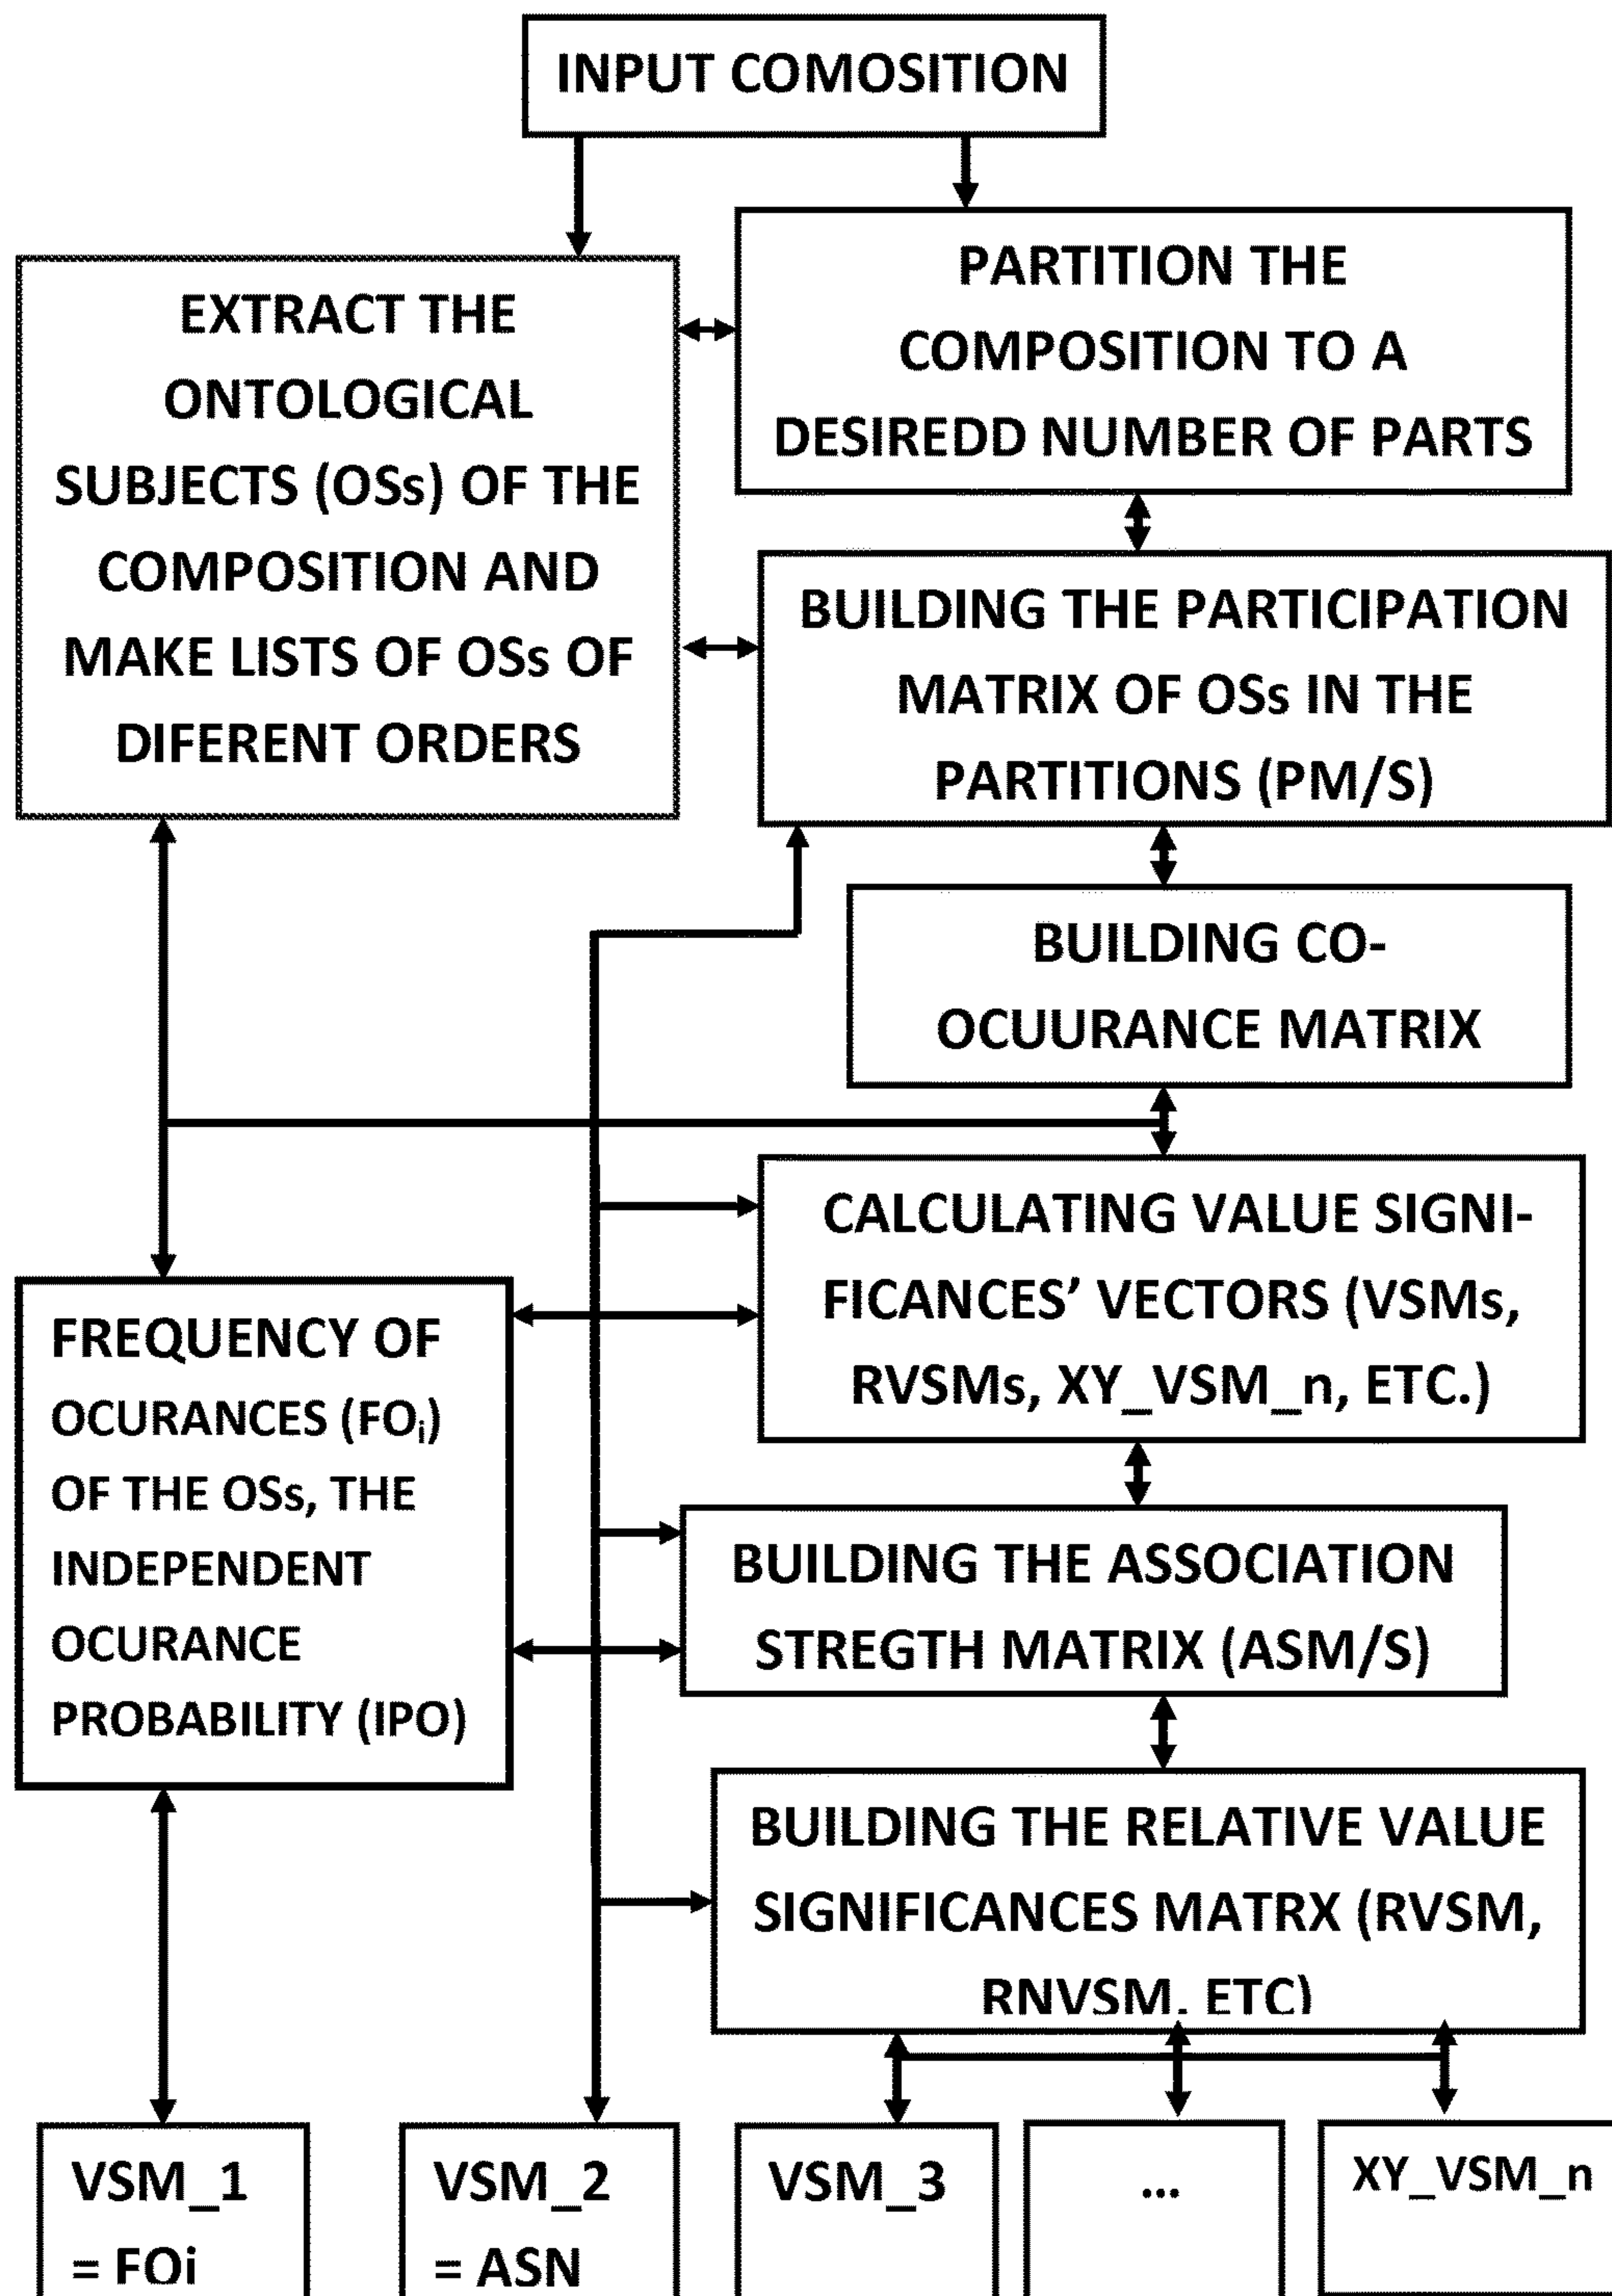 INPUT COMOSITION
EXTRACT THE
ONTOLOGICAL
SUBJECTS (OSs) OF THE
COMPOSITION AND
MAKE LISTS OF OSs OF
DIFERENT ORDERS
PARTITION THE
COMPOSITION TO A
DESIREDD NUMBER OF PARTS
BUILDING THE PARTICIPATION
MATRIX OF OSs IN THE
PARTITIONS (PM/S)
BUILDING CO-
OCUURANCE MATRIX
CALCULATING VALUE SIGNI-
FICANCES’ VECTORS (VSMs,
RVSMs, XY_VSM_n, ETC.)
FREQUENCY OF
OCURANCES (FOi)
OF THE OSs, THE
INDEPENDENT
OCURANCE
PROBABILITY (IPO)
BUILDING THE ASSOCIATION
STREGTH MATRIX (ASM/S)
BUILDING THE RELATIVE VALUE
SIGNIFICANCES MATRX (RVSM,
RNVSM, ETC)
VSM_1
= FOi
VSM_2
= ASN
VSM_3
...
XY_VSM_n